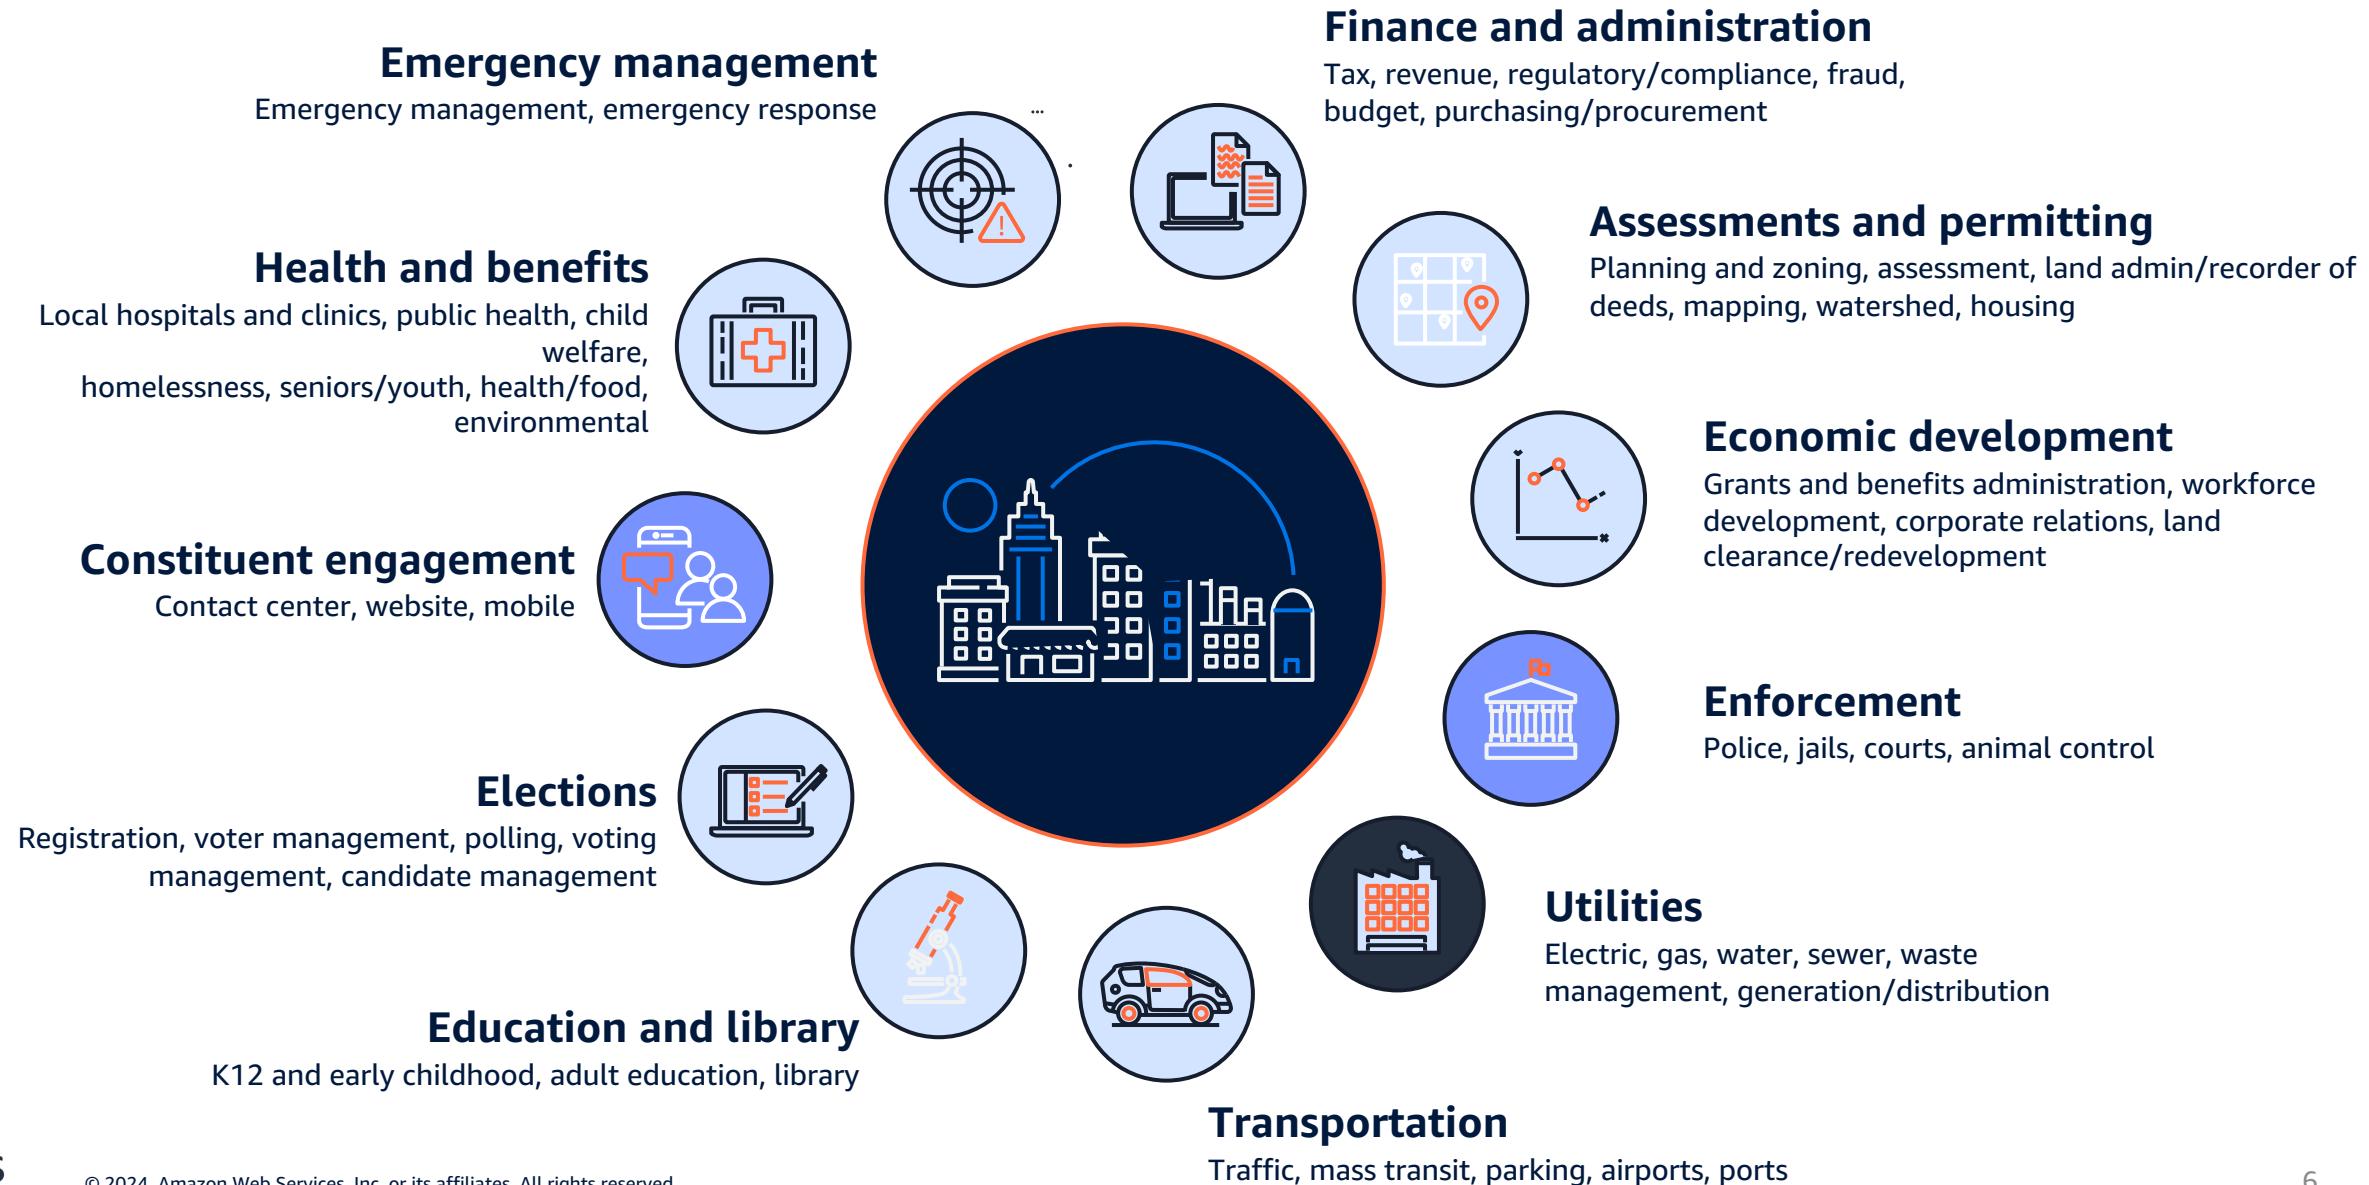 Finance and administration
Tax, revenue, regulatory/compliance, fraud,
budget, purchasing/procurement
Emergency management
Emergency management, emergency response
...
.
Assessments and permitting
Planning and zoning, assessment, land admin/recorder of
deeds, mapping, watershed, housing
Health and benefits
Local hospitals and clinics, public health, child
welfare,
homelessness, seniors/youth, health/food,
environmental
Economic development
Grants and benefits administration, workforce
development, corporate relations, land
clearance/redevelopment
Constituent engagement
Contact center, website, mobile
Enforcement
Police, jails, courts, animal control
Elections
Registration, voter management, polling, voting
management, candidate management
Utilities
Electric, gas, water, sewer, waste
management, generation/distribution
Education and library
K12 and early childhood, adult education, library
Transportation
Traffic, mass transit, parking, airports, ports
© 2024, Amazon Web Services, Inc. or its affiliates. All rights reserved.
6